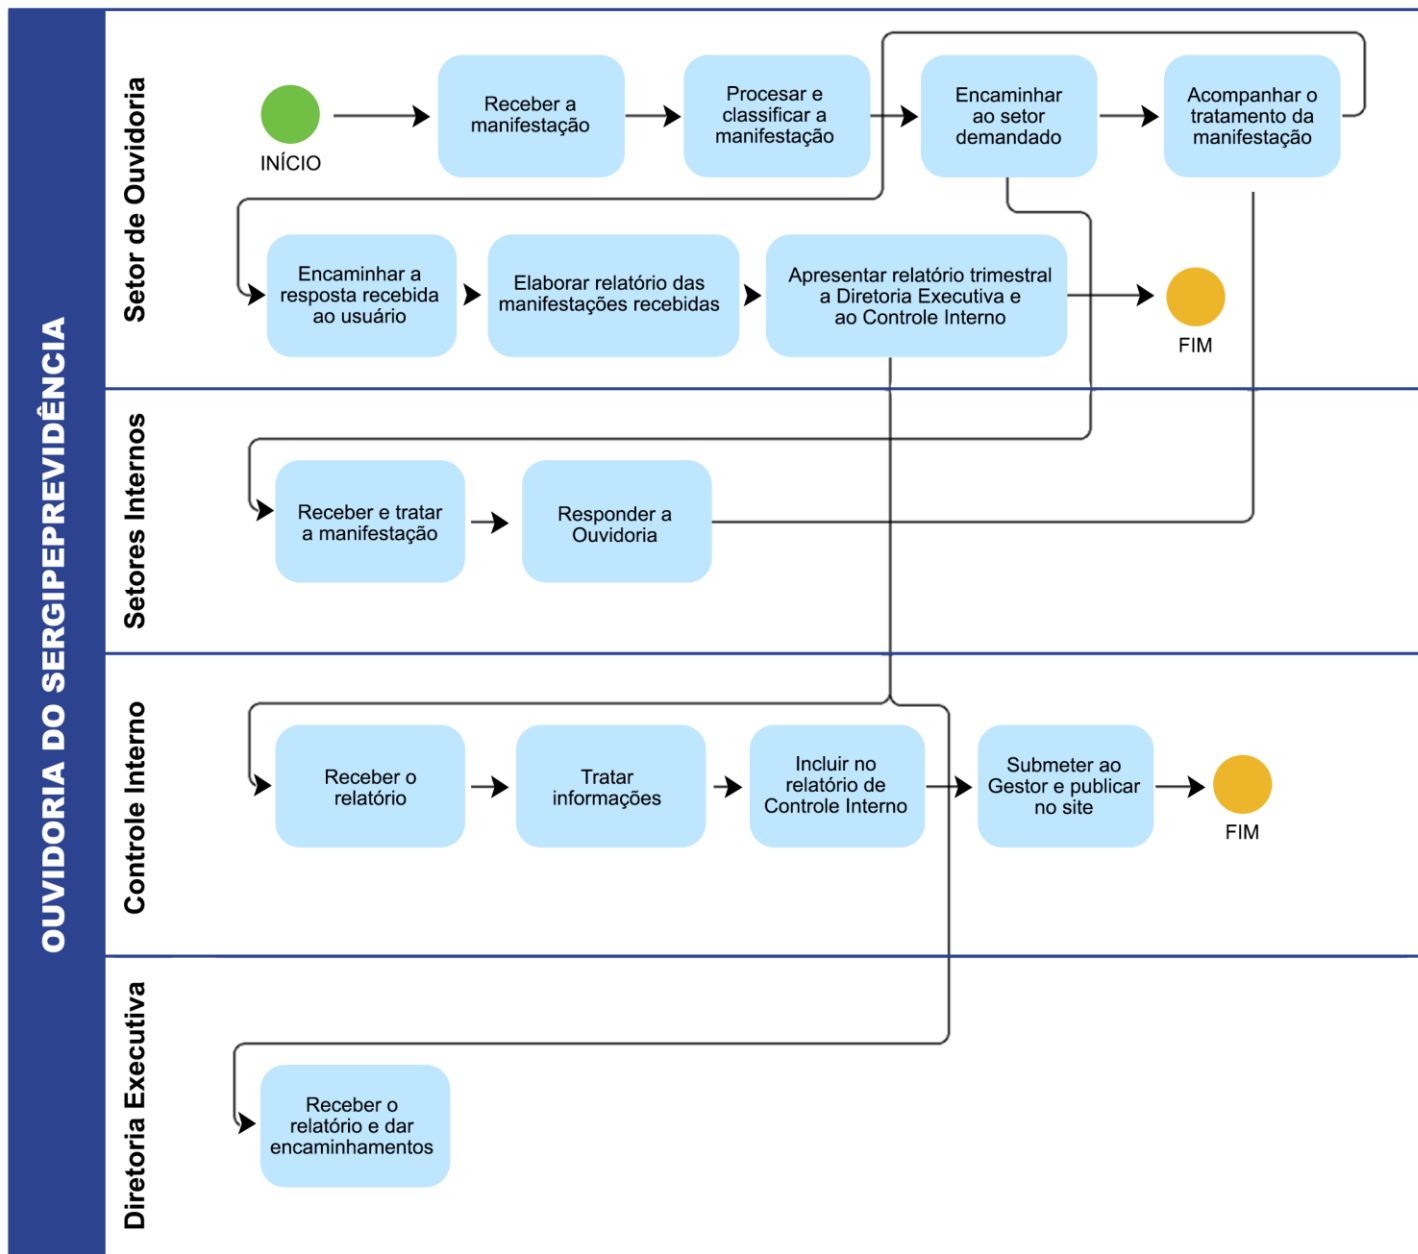 OUVIDORIA DO SERGIPEPREVIDÊNCIA
Setor de Ouvidoria
INÍCIO
Receber a
manifestação
Procesar e
classificar a
manifestação
Encaminhar
ao setor
demandado
Acompanhar o
tratamento da
manifestação
Encaminhar a
resposta recebida
ao usuário
Elaborar relatório das
manifestações recebidas
Apresentar relatório trimestral
a Diretoria Executiva e
ao Controle Interno
FIM
Setores Internos
Receber e tratar
a manifestação
Responder a
Ouvidoria
Controle Interno
Receber o
relatório
Tratar
informações
Incluir no
relatório de
Controle Interno
Submeter ao
Gestor e publicar
no site
FIM
Diretoria Executiva
Receber o
relatório e dar
encaminhamentos